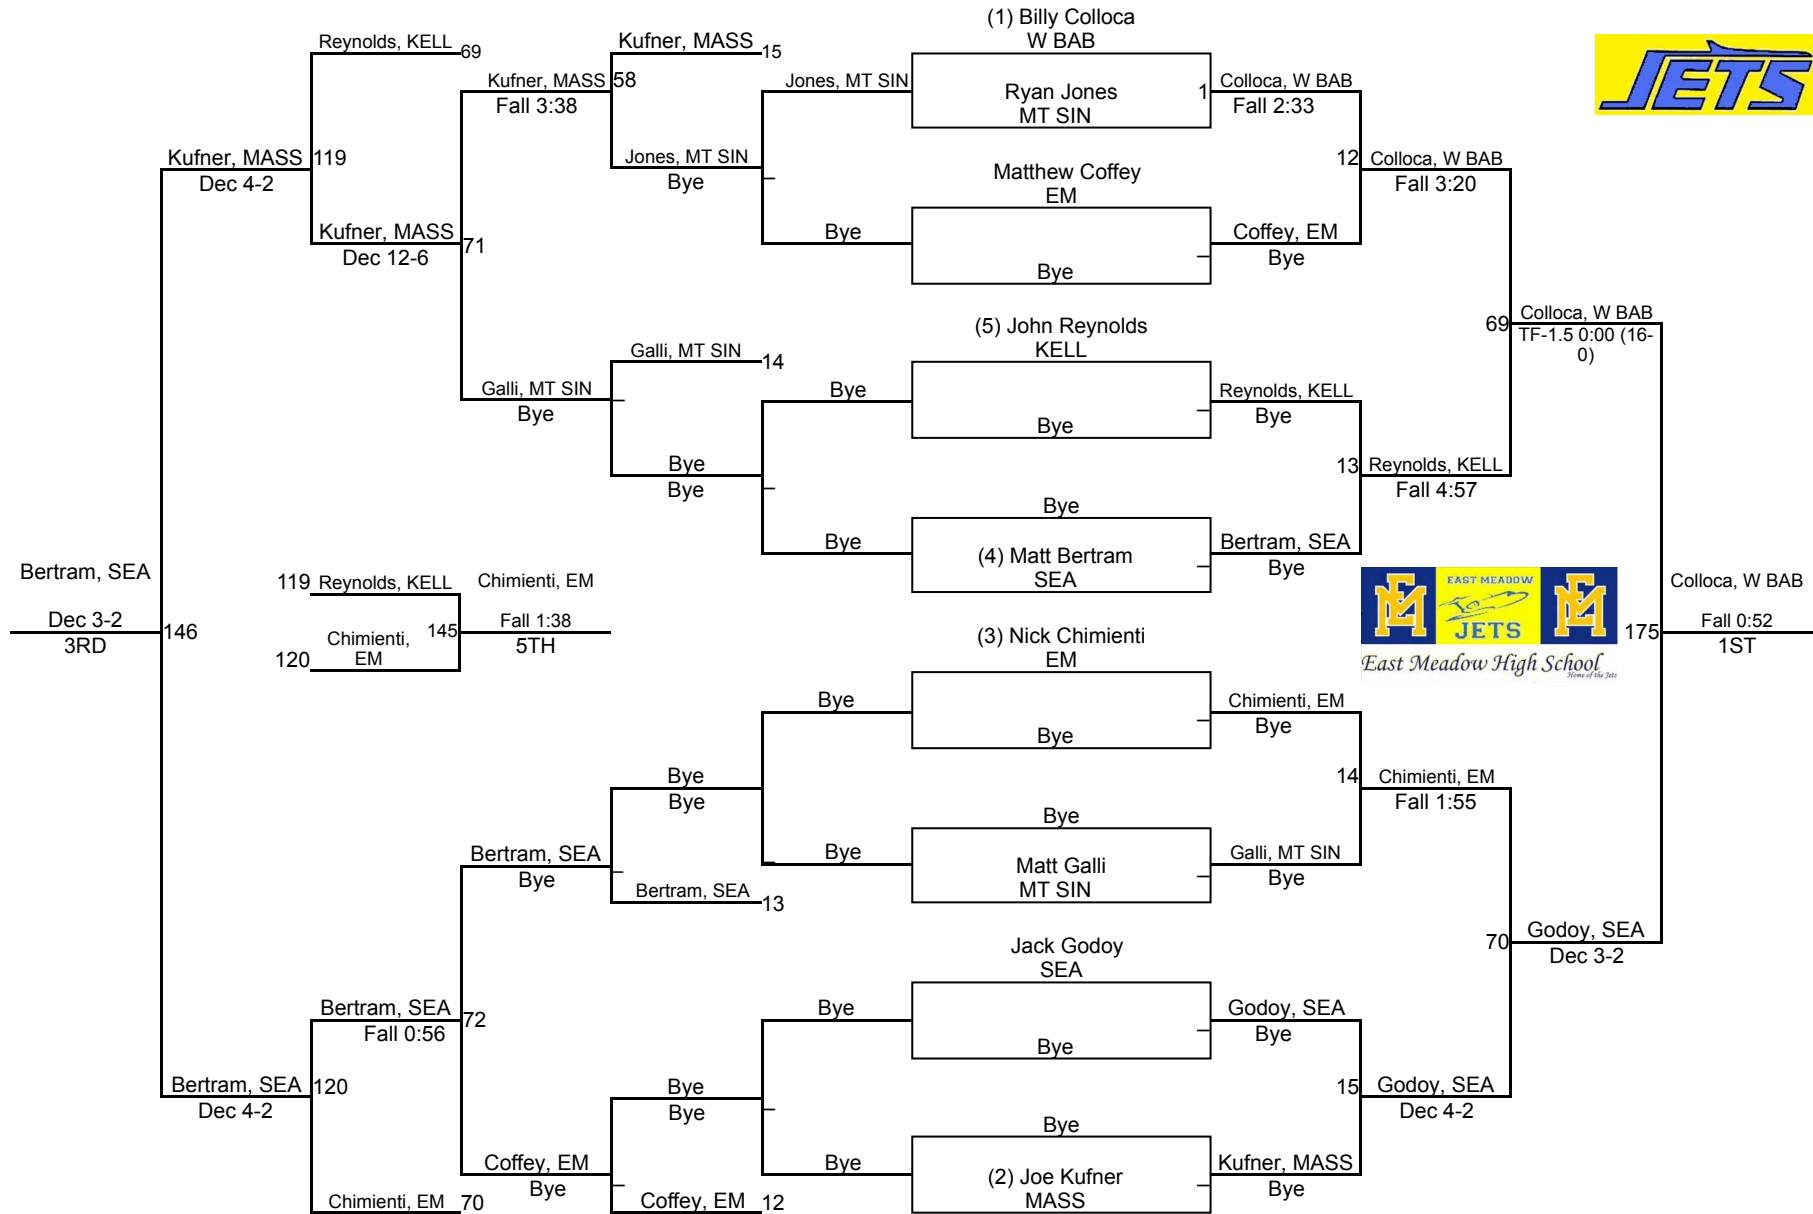 (1) Billy Colloca
W BAB
Ryan Jones
MT SIN
Matthew Coffey
EM
Bye
(5) John Reynolds
KELL
Bye
Bye
(4) Matt Bertram
SEA
(3) Nick Chimienti
EM
Bye
Bye
Matt Galli
MT SIN
Jack Godoy
SEA
Bye
Bye
(2) Joe Kufner
MASS
1
Colloca, W BAB
Fall 2:33
Coffey, EM
Bye
Reynolds, KELL
Bye
Bertram, SEA
Bye
Chimienti, EM
Bye
Galli, MT SIN
Bye
Godoy, SEA
Bye
Kufner, MASS
Bye
12
Colloca, W BAB
Fall 3:20
13
Reynolds, KELL
Fall 4:57
14
Chimienti, EM
Fall 1:55
15
Godoy, SEA
Dec 4-2
69
Colloca, W BAB
TF-1.5 0:00 (16-
0)
70
Godoy, SEA
Dec 3-2
175
Colloca, W BAB
Fall 0:52
1ST
JETS
EM
EAST MEADOW
JETS
EM
East Meadow High School
Home of the Jets
Jones, MT SIN
Bye
Bye
Bye
Bye
Bye
Bye
Bye
Kufner, MASS
15
Jones, MT SIN
Bye
Galli, MT SIN
14
Bye
Bye
Bye
Bye
Bertram, SEA
13
Bye
Bye
Coffey, EM
12
Kufner, MASS
58
Fall 3:38
Galli, MT SIN
Bye
Bertram, SEA
Bye
Coffey, EM
Bye
Reynolds, KELL
69
Kufner, MASS
71
Dec 12-6
Bertram, SEA
72
Fall 0:56
Chimienti, EM
70
Kufner, MASS
119
Dec 4-2
Bertram, SEA
120
Dec 4-2
Bertram, SEA
Dec 3-2
146
3RD
119
Reynolds, KELL
120
Chimienti,
EM
145
Chimienti, EM
Fall 1:38
5TH